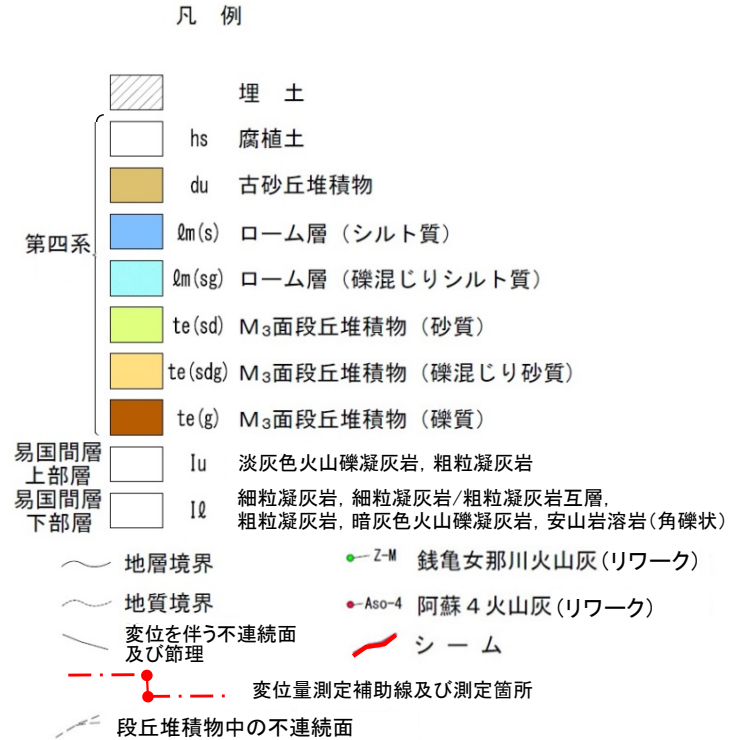 凡 例
埋 土
第四系
hs 腐植土
du 古砂丘堆積物
ℓm(s) ローム層（シルト質）
ℓm(sg) ローム層（礫混じりシルト質）
te(sd) M₃面段丘堆積物（砂質）
te(sdg) M₃面段丘堆積物（礫混じり砂質）
te(g) M₃面段丘堆積物（礫質）
易国間層
上部層
Iu 淡灰色火山礫凝灰岩, 粗粒凝灰岩
易国間層
下部層
Iℓ 細粒凝灰岩, 細粒凝灰岩/粗粒凝灰岩互層,
粗粒凝灰岩, 暗灰色火山礫凝灰岩, 安山岩溶岩(角礫状)
地層境界
Z-M 銭亀女那川火山灰(リワーク)
地質境界
Aso-4 阿蘇４火山灰(リワーク)
変位を伴う不連続面
及び節理
シ ー ム
変位量測定補助線及び測定箇所
段丘堆積物中の不連続面